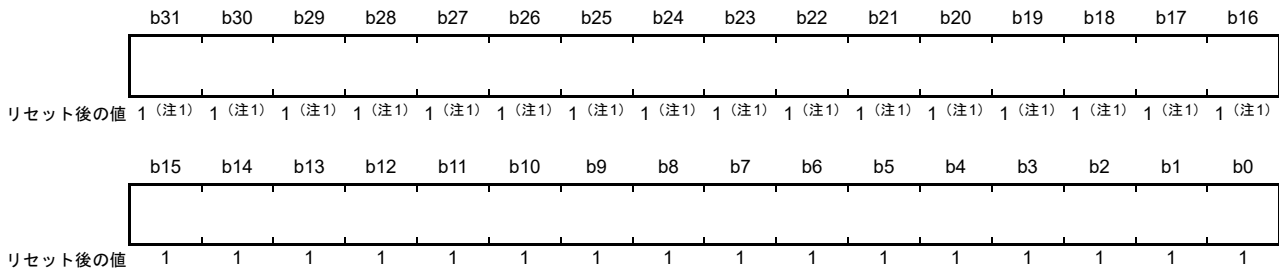 b31 b30 b29 b28 b27 b26 b25 b24 b23 b22 b21 b20 b19 b18 b17 b16
リセット後の値 1（注1） 1（注1） 1（注1） 1（注1） 1（注1） 1（注1） 1（注1） 1（注1） 1（注1） 1（注1） 1（注1） 1（注1） 1（注1） 1（注1） 1（注1） 1（注1）
b15 b14 b13 b12 b11 b10 b9 b8 b7 b6 b5 b4 b3 b2 b1 b0
リセット後の値 1 1 1 1 1 1 1 1 1 1 1 1 1 1 1 1